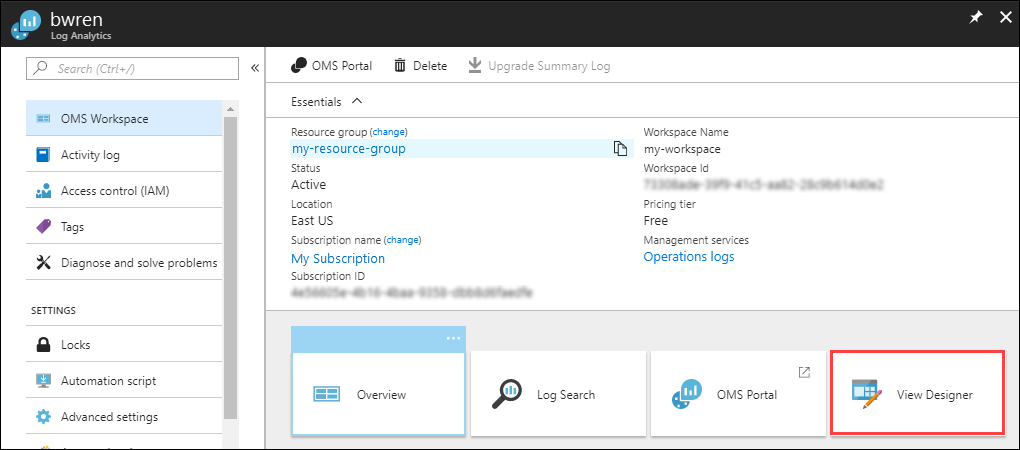 bwren
Log Analytics
Search (Ctrl+/)
OMS Workspace
Activity log
Access control (IAM)
Tags
Diagnose and solve problems
SETTINGS
Locks
Automation script
Advanced settings
OMS Portal
Delete
Upgrade Summary Log
Essentials
Resource group (change)
my-resource-group
Status
Active
Location
East US
Subscription name (change)
My Subscription
Subscription ID
Workspace Name
my-workspace
Workspace Id
Pricing tier
Free
Management services
Operations logs
Overview
Log Search
OMS Portal
View Designer